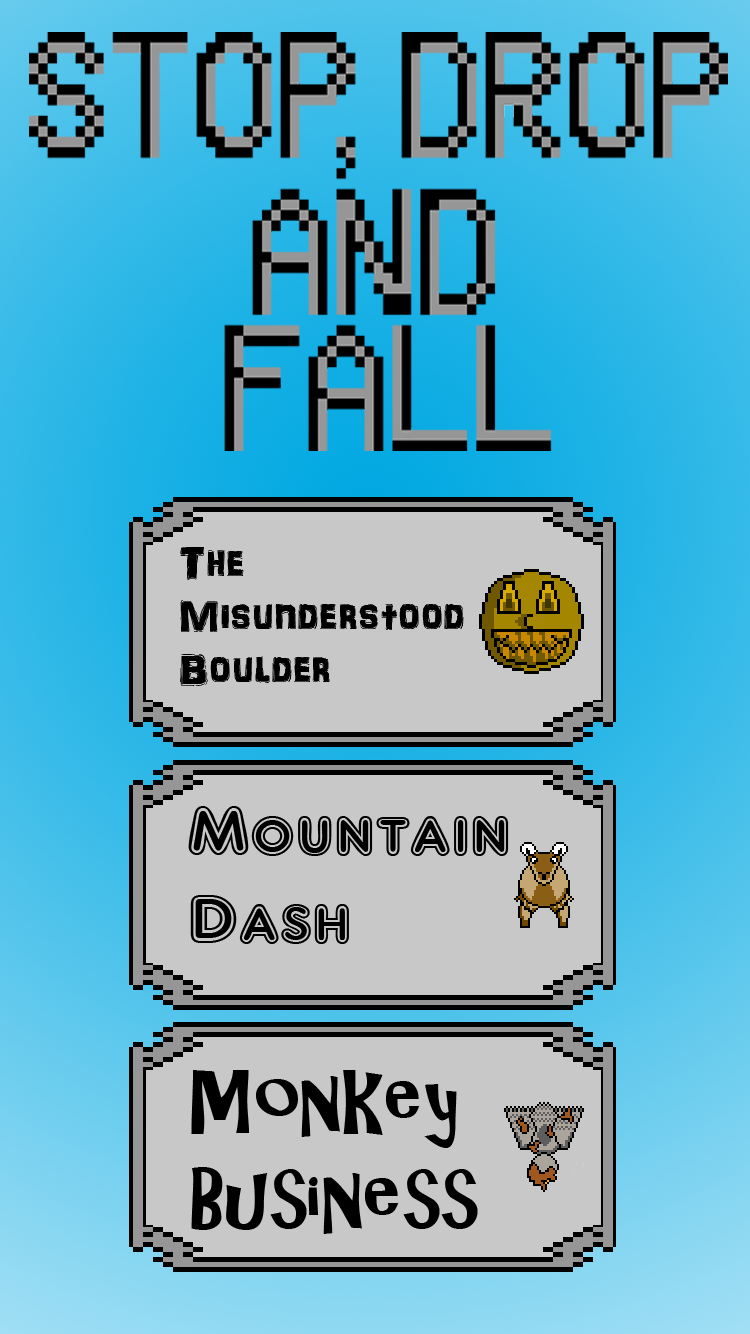 STOP, DROP
AND
FALL
The
Misunderstood
Boulder
Mountain
Dash
Monkey
Business